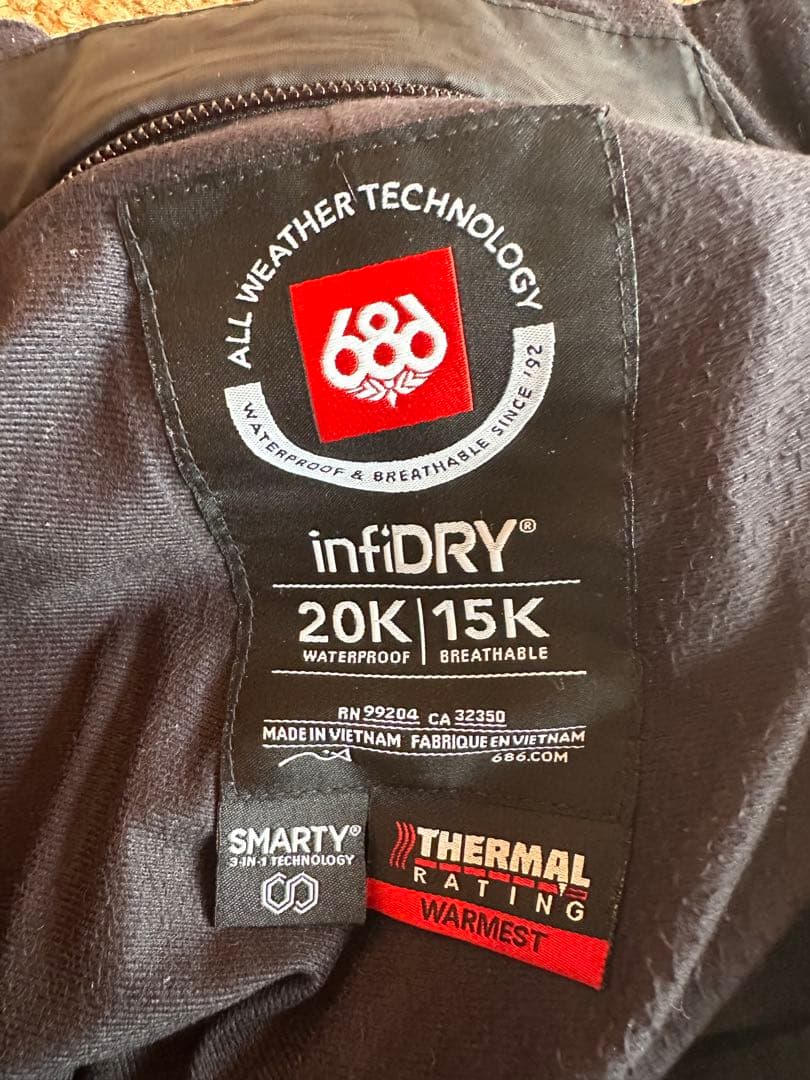 ALL WEATHER TECHNOLOGY
686
WATERPROOF & BREATHABLE SINCE '92
infiDRY®
20K | 15K
WATERPROOF BREATHABLE
RN 99204 CA 32350
MADE IN VIETNAM FABRIQUE EN VIETNAM
686.COM
SMARTY®
3-IN-1 TECHNOLOGY
THERMAL
RATING
WARMEST